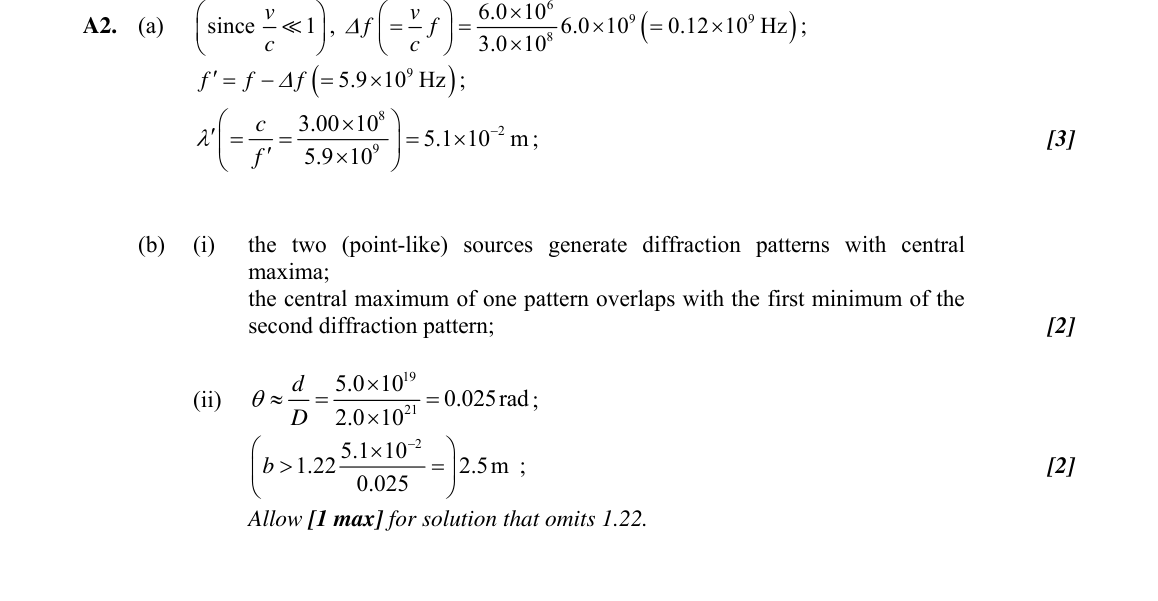 A2. (a) (since v/c ≪ 1), Δf (= v/c f) = 6.0×10⁶/3.0×10⁸ 6.0×10⁹ (= 0.12×10⁹ Hz);
f′ = f − Δf (= 5.9×10⁹ Hz);
λ′ (= c/f′ = 3.00×10⁸/5.9×10⁹) = 5.1×10⁻² m; [3]
(b) (i) the two (point-like) sources generate diffraction patterns with central
maxima;
the central maximum of one pattern overlaps with the first minimum of the
second diffraction pattern; [2]
(ii) θ ≈ d/D = 5.0×10¹⁹/2.0×10²¹ = 0.025 rad;
(b > 1.22 5.1×10⁻²/0.025 =) 2.5 m ; [2]
Allow [1 max] for solution that omits 1.22.